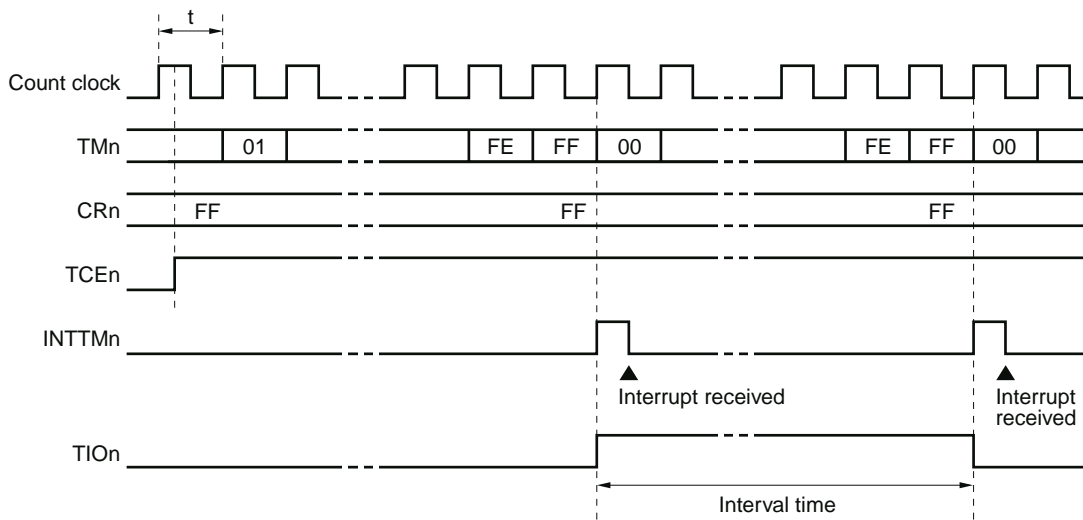 t
Count clock
TMn 01 FE FF 00 FE FF 00
CRn FF FF FF
TCEn
INTTMn
Interrupt received Interrupt
received
TIOn
Interval time